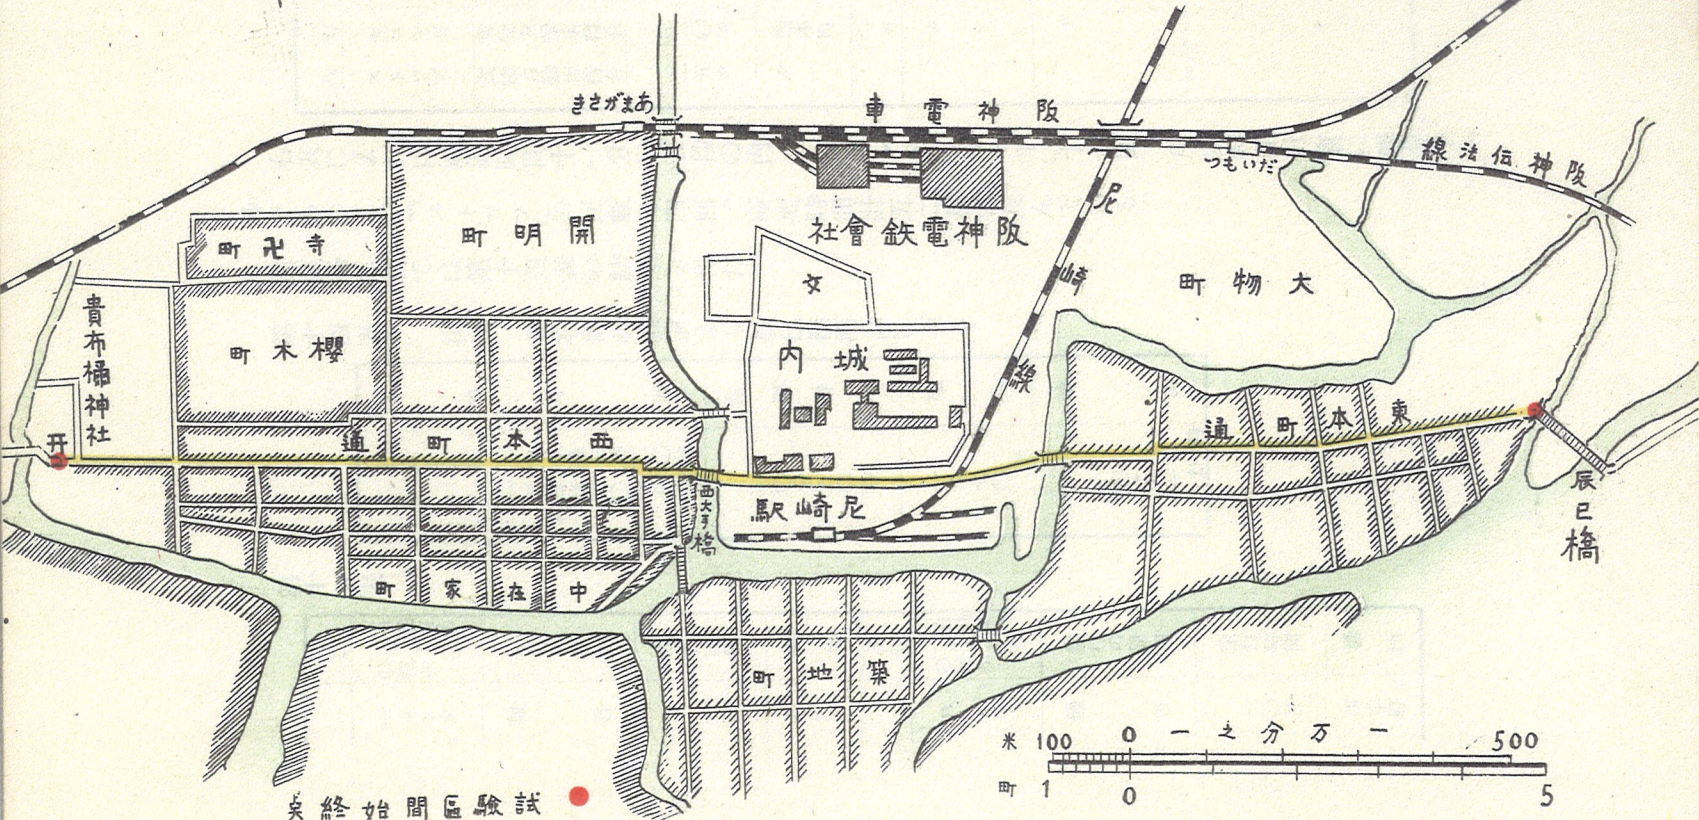 あまがさき
阪神電車
阪神伝法線
だいもつ
尼崎線
阪神電鉄會社
寺卍町
開明町
大物町
文
櫻木町
貴布禰神社
城内
東本町通
西本町通
开
西大手橋
尼崎駅
辰巳橋
中在家町
築地町
一万分之一
米 100 0 500
町 1 0 5
試驗區間始終点